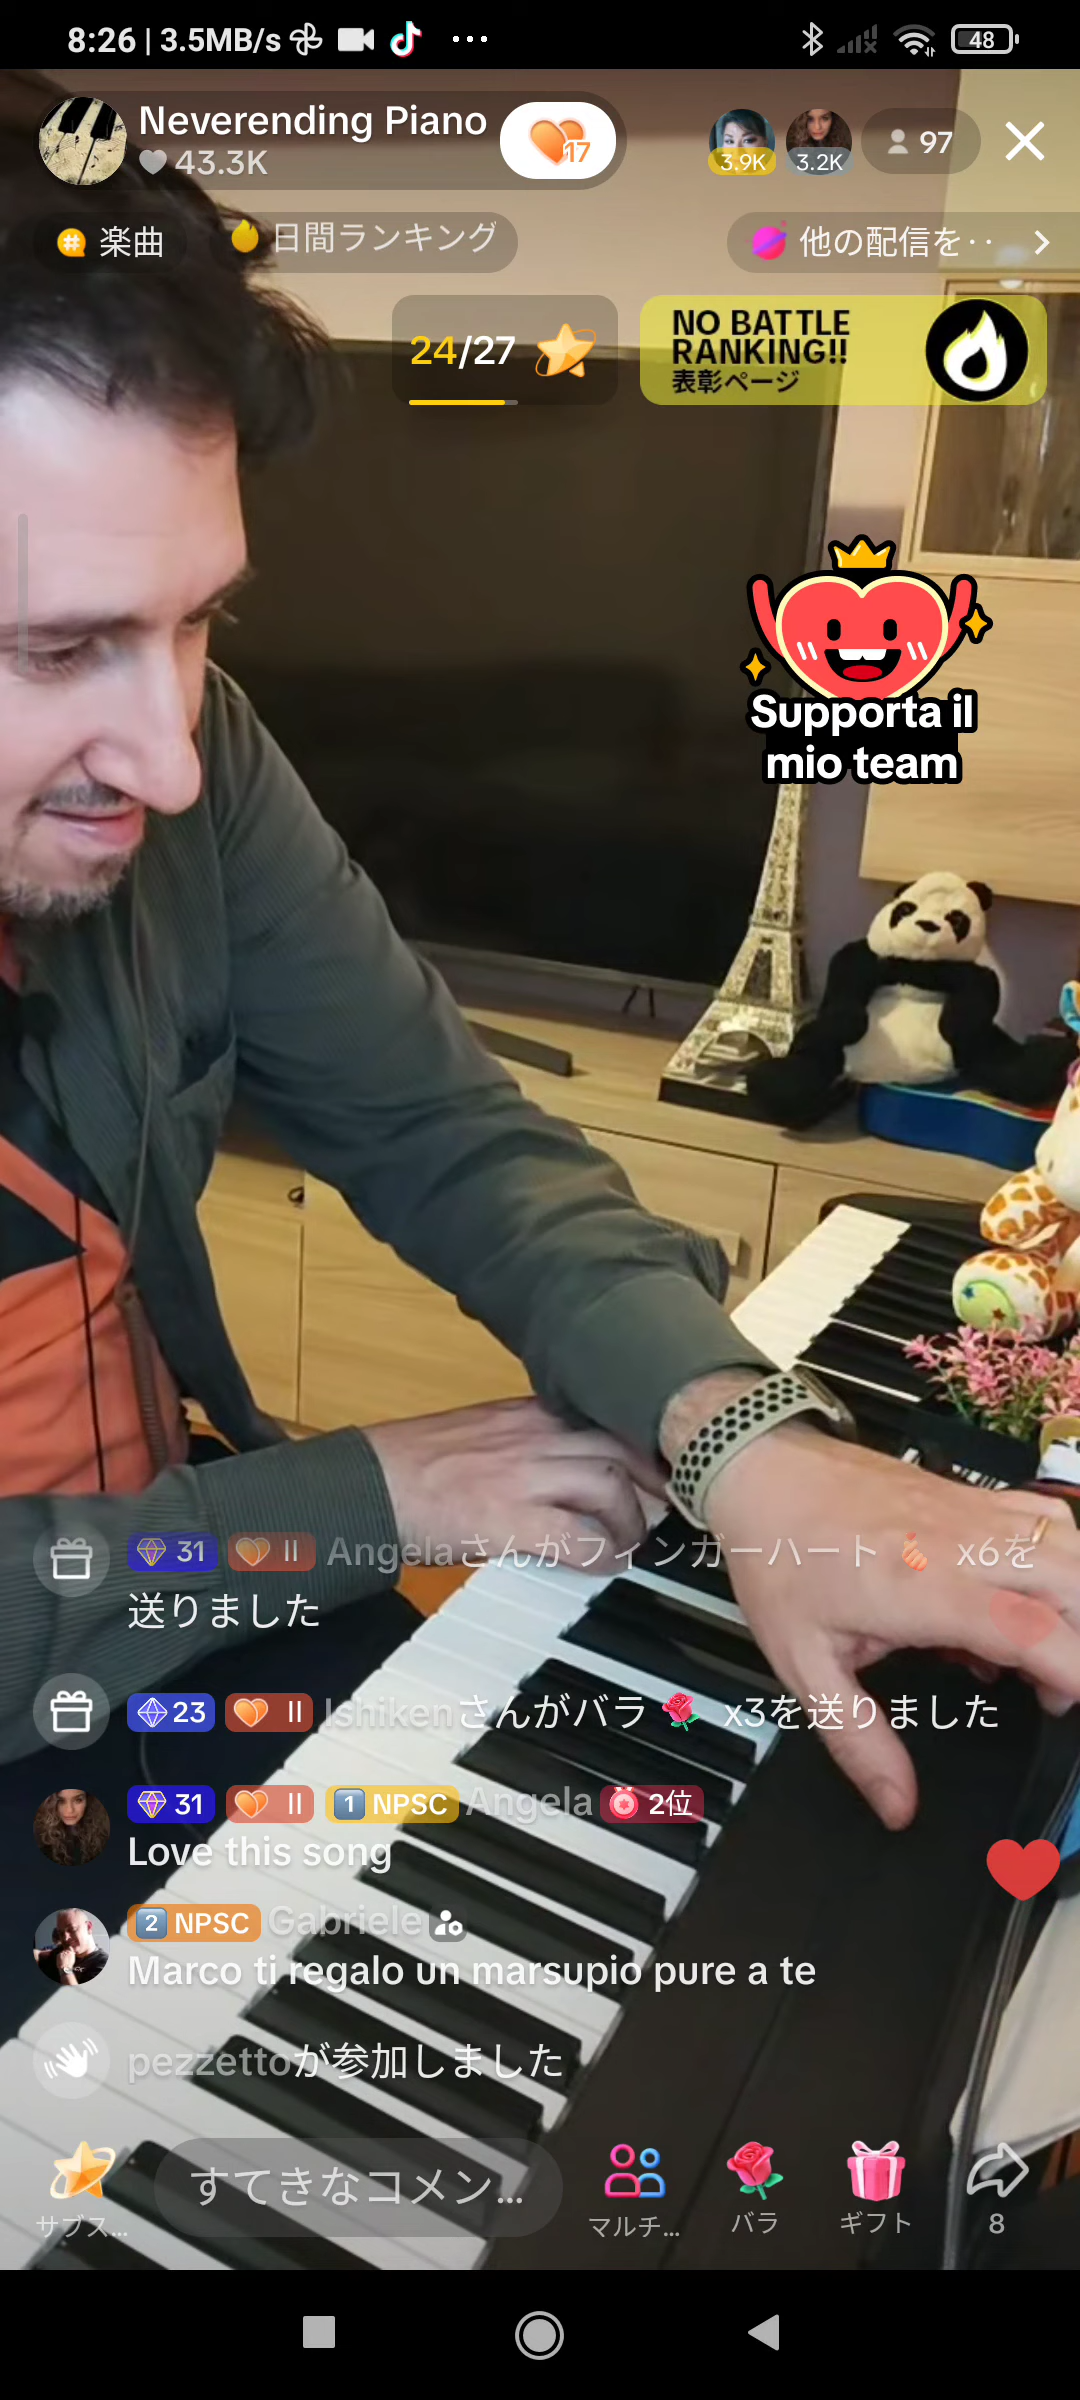 8:26 | 3.5MB/s
48
Neverending Piano
43.3K
17
3.9K
3.2K
97
楽曲
日間ランキング
他の配信を‥
24/27
NO BATTLE
RANKING!!
表彰ページ
Supporta il
mio team
31 II Angelaさんがフィンガーハート x6を
送りました
23 II Ishikenさんがバラ x3を送りました
31 II 1 NPSC Angela 2位
Love this song
2 NPSC Gabriele
Marco ti regalo un marsupio pure a te
pezzettoが参加しました
サブス...
すてきなコメン...
マルチ...
バラ
ギフト
8